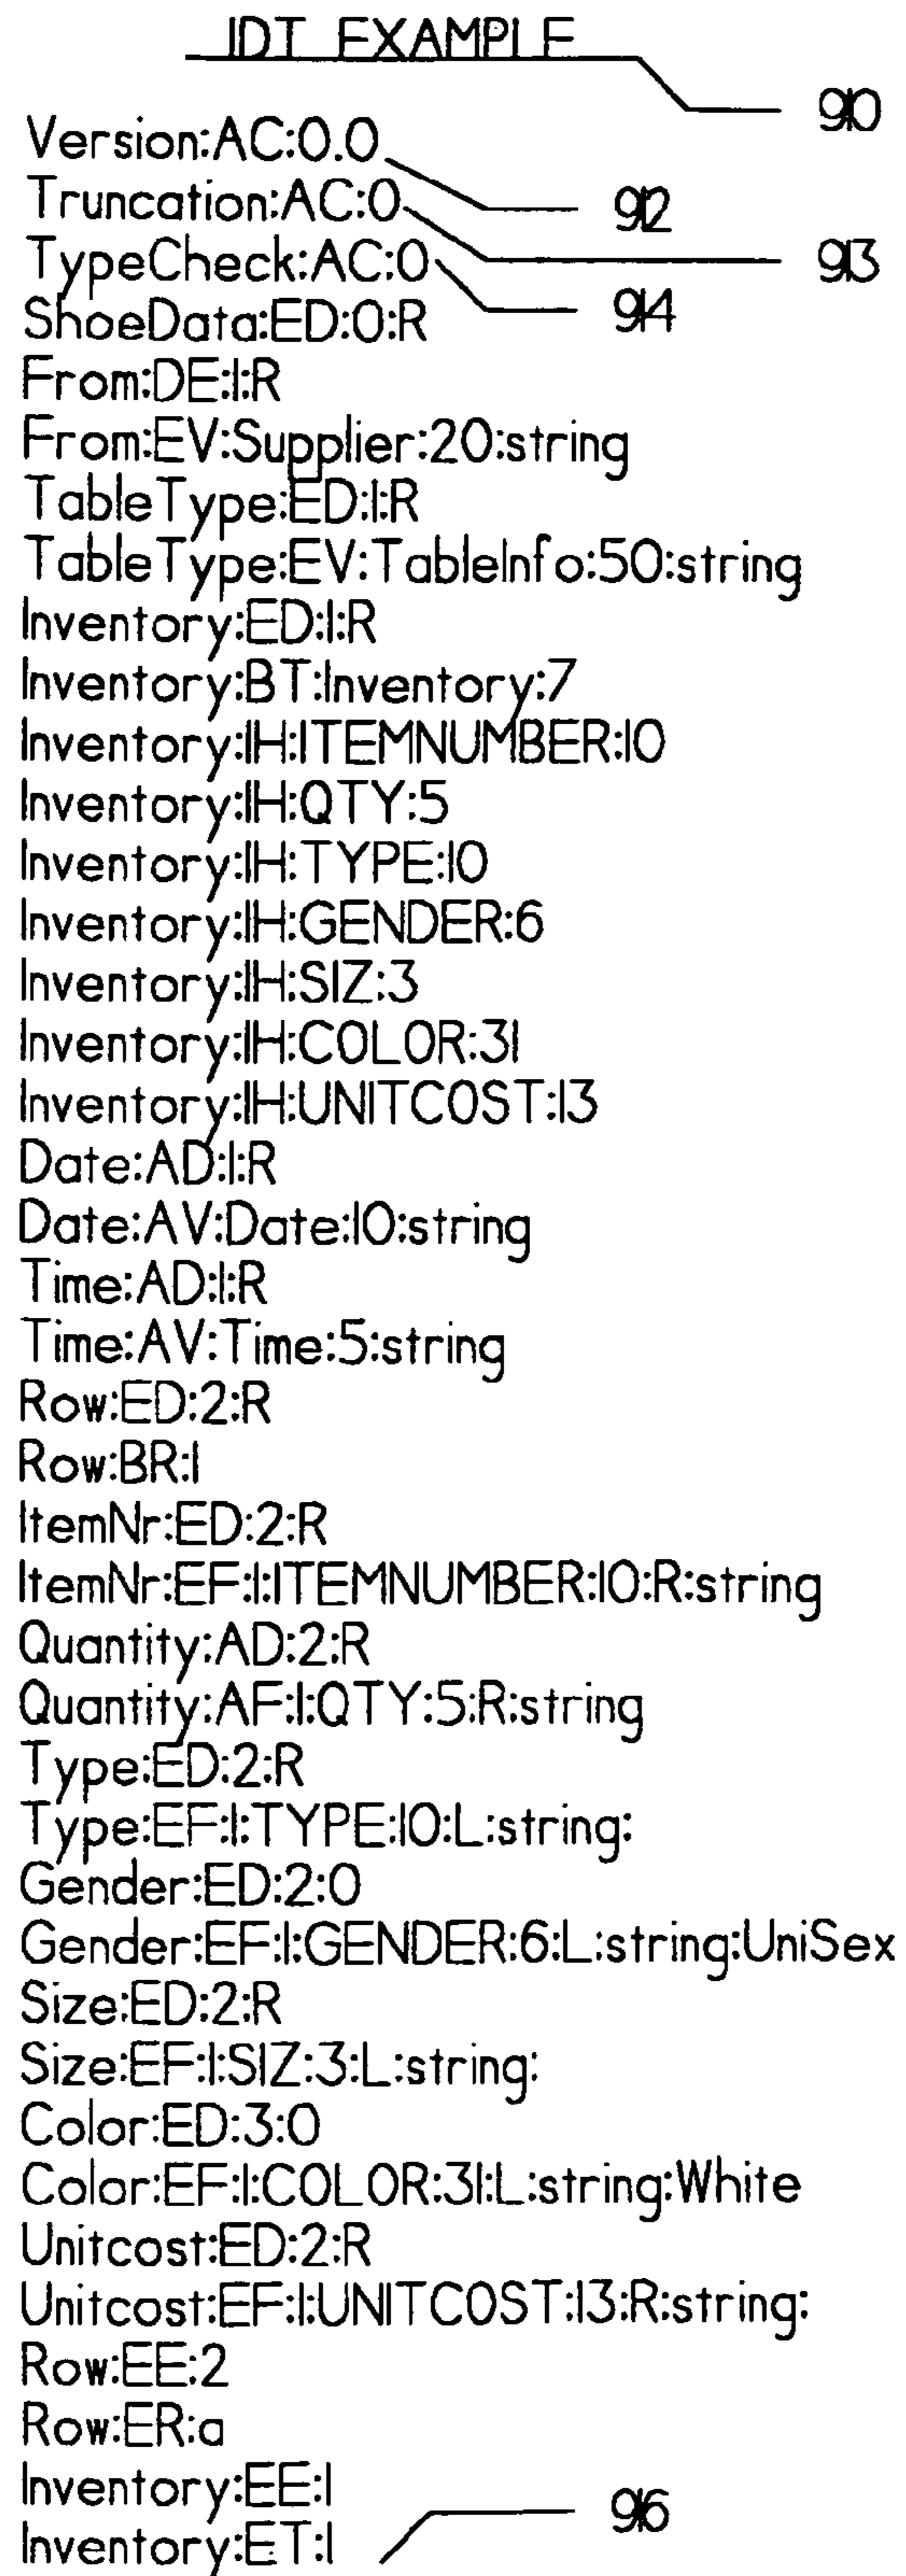 IDT EXAMPLE
910
Version:AC:0.0
912
Truncation:AC:0
913
TypeCheck:AC:0
914
ShoeData:ED:0:R
From:DE:1:R
From:EV:Supplier:20:string
TableType:ED:1:R
TableType:EV:TableInfo:50:string
Inventory:ED:1:R
Inventory:BT:Inventory:7
Inventory:IH:ITEMNUMBER:10
Inventory:IH:QTY:5
Inventory:IH:TYPE:10
Inventory:IH:GENDER:6
Inventory:IH:SIZ:3
Inventory:IH:COLOR:31
Inventory:IH:UNITCOST:13
Date:AD:1:R
Date:AV:Date:10:string
Time:AD:1:R
Time:AV:Time:5:string
Row:ED:2:R
Row:BR:1
ItemNr:ED:2:R
ItemNr:EF:1:ITEMNUMBER:10:R:string
Quantity:AD:2:R
Quantity:AF:1:QTY:5:R:string
Type:ED:2:R
Type:EF:1:TYPE:10:L:string:
Gender:ED:2:O
Gender:EF:1:GENDER:6:L:string:UniSex
Size:ED:2:R
Size:EF:1:SIZ:3:L:string:
Color:ED:3:O
Color:EF:1:COLOR:31:L:string:White
Unitcost:ED:2:R
Unitcost:EF:1:UNITCOST:13:R:string:
Row:EE:2
Row:ER:a
Inventory:EE:1
916
Inventory:ET:1